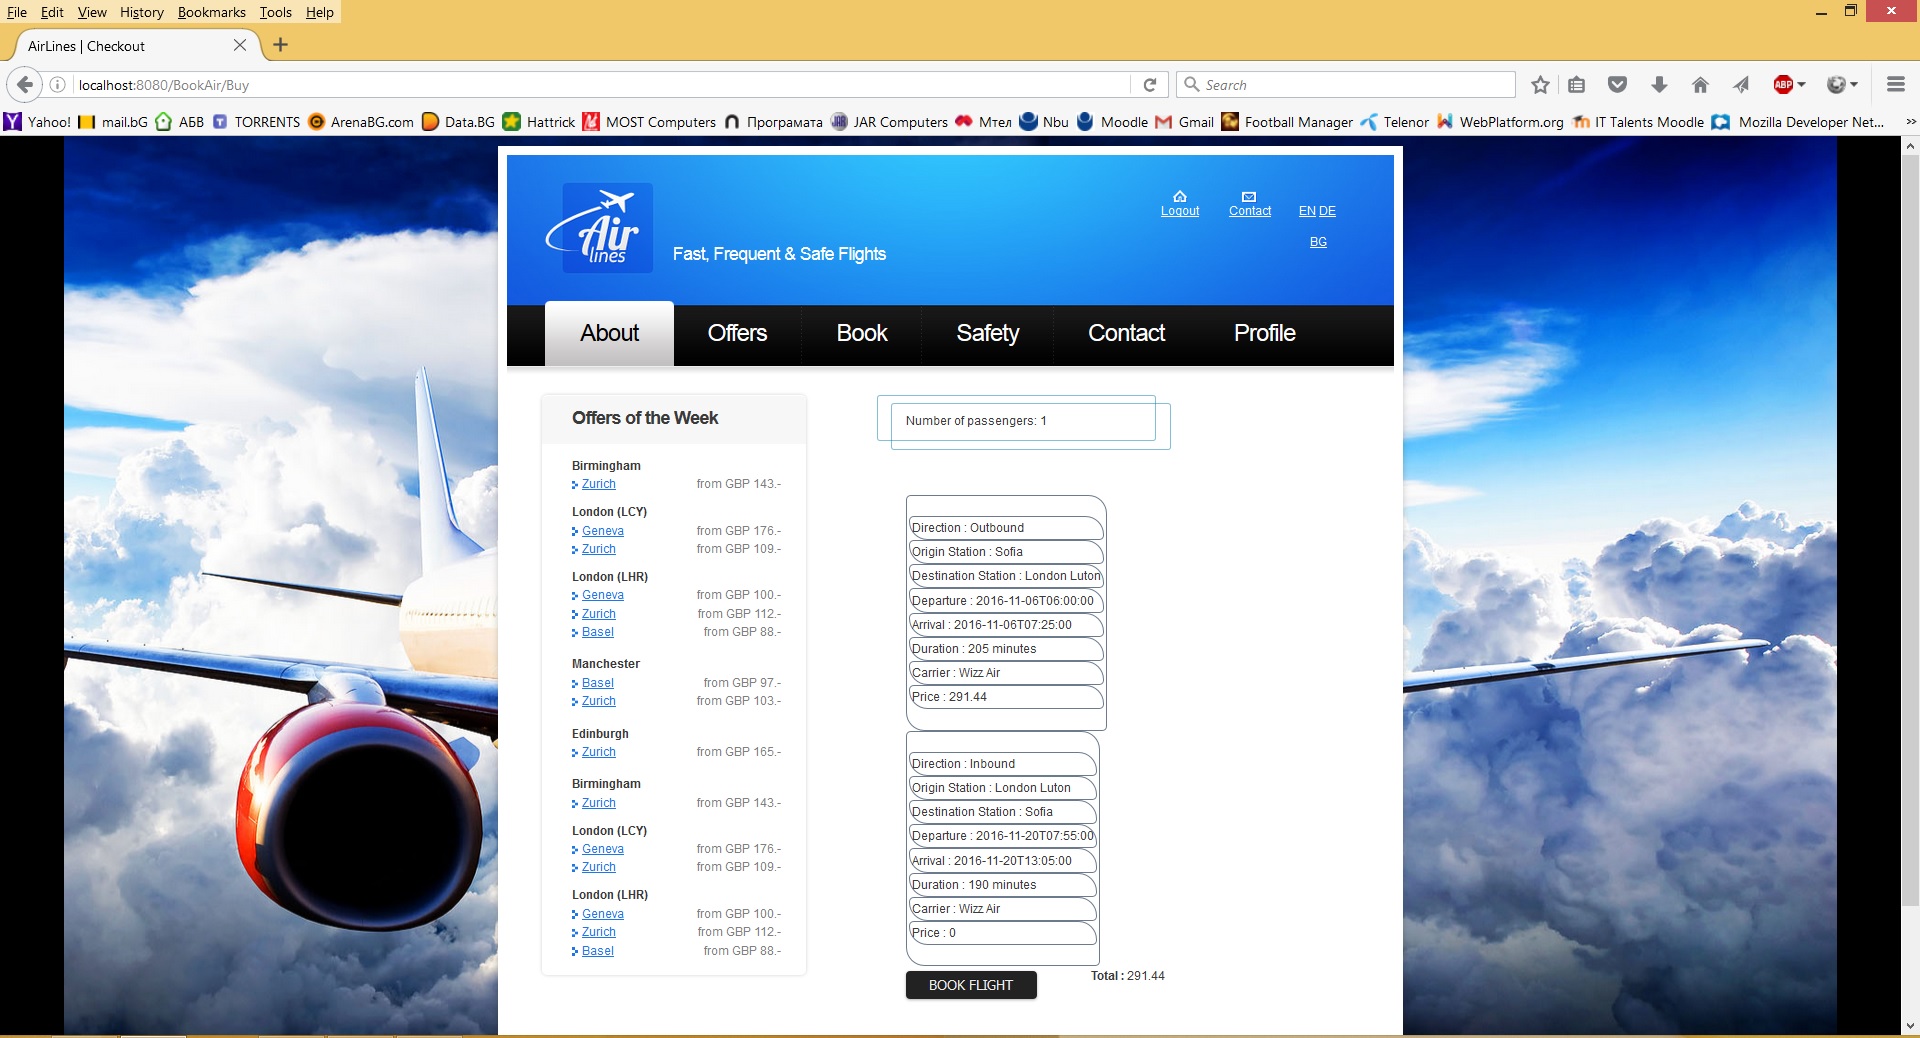 File Edit View History Bookmarks Tools Help
AirLines | Checkout
localhost:8080/BookAir/Buy
Search
ABP
Yahoo! mail.bG АБВ TORRENTS ArenaBG.com Data.BG Hattrick MOST Computers Програмата JAR Computers Мтел Nbu Moodle Gmail Football Manager Telenor WebPlatform.org IT Talents Moodle Mozilla Developer Net...
Air
lines
Fast, Frequent & Safe Flights
Logout Contact EN DE
BG
About Offers Book Safety Contact Profile
Offers of the Week
Birmingham
Zurich from GBP 143.-
London (LCY)
Geneva from GBP 176.-
Zurich from GBP 109.-
London (LHR)
Geneva from GBP 100.-
Zurich from GBP 112.-
Basel from GBP 88.-
Manchester
Basel from GBP 97.-
Zurich from GBP 103.-
Edinburgh
Zurich from GBP 165.-
Birmingham
Zurich from GBP 143.-
London (LCY)
Geneva from GBP 176.-
Zurich from GBP 109.-
London (LHR)
Geneva from GBP 100.-
Zurich from GBP 112.-
Basel from GBP 88.-
Number of passengers: 1
Direction : Outbound
Origin Station : Sofia
Destination Station : London Luton
Departure : 2016-11-06T06:00:00
Arrival : 2016-11-06T07:25:00
Duration : 205 minutes
Carrier : Wizz Air
Price : 291.44
Direction : Inbound
Origin Station : London Luton
Destination Station : Sofia
Departure : 2016-11-20T07:55:00
Arrival : 2016-11-20T13:05:00
Duration : 190 minutes
Carrier : Wizz Air
Price : 0
BOOK FLIGHT
Total : 291.44